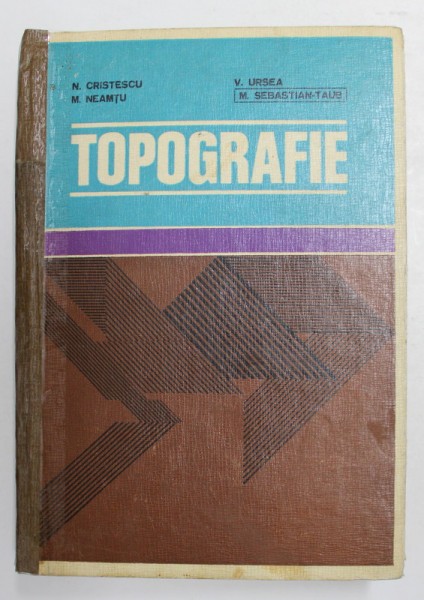 N. CRISTESCU V. URSEA
M. NEAMȚU M. SEBASTIAN-TAUB
TOPOGRAFIE